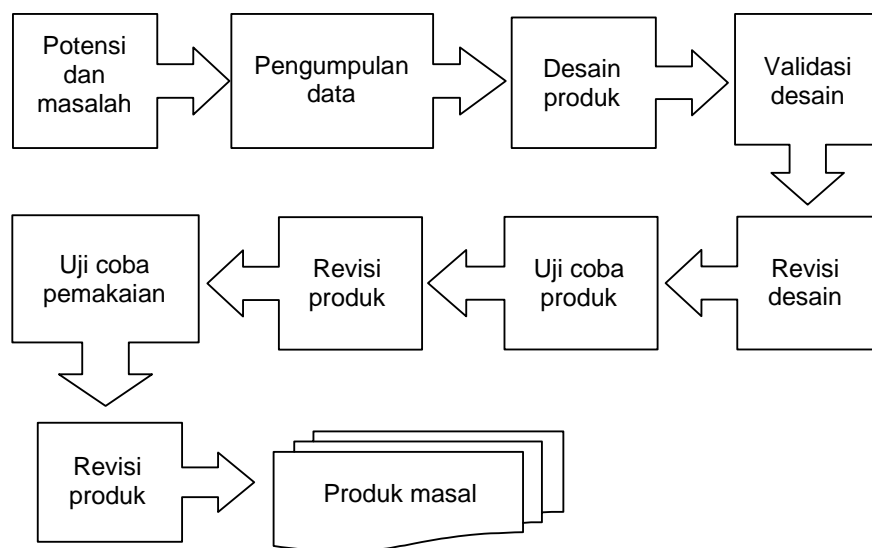 Potensi
dan
masalah
Pengumpulan
data
Desain
produk
Validasi
desain
Revisi
desain
Uji coba
produk
Revisi
produk
Uji coba
pemakaian
Revisi
produk
Produk masal